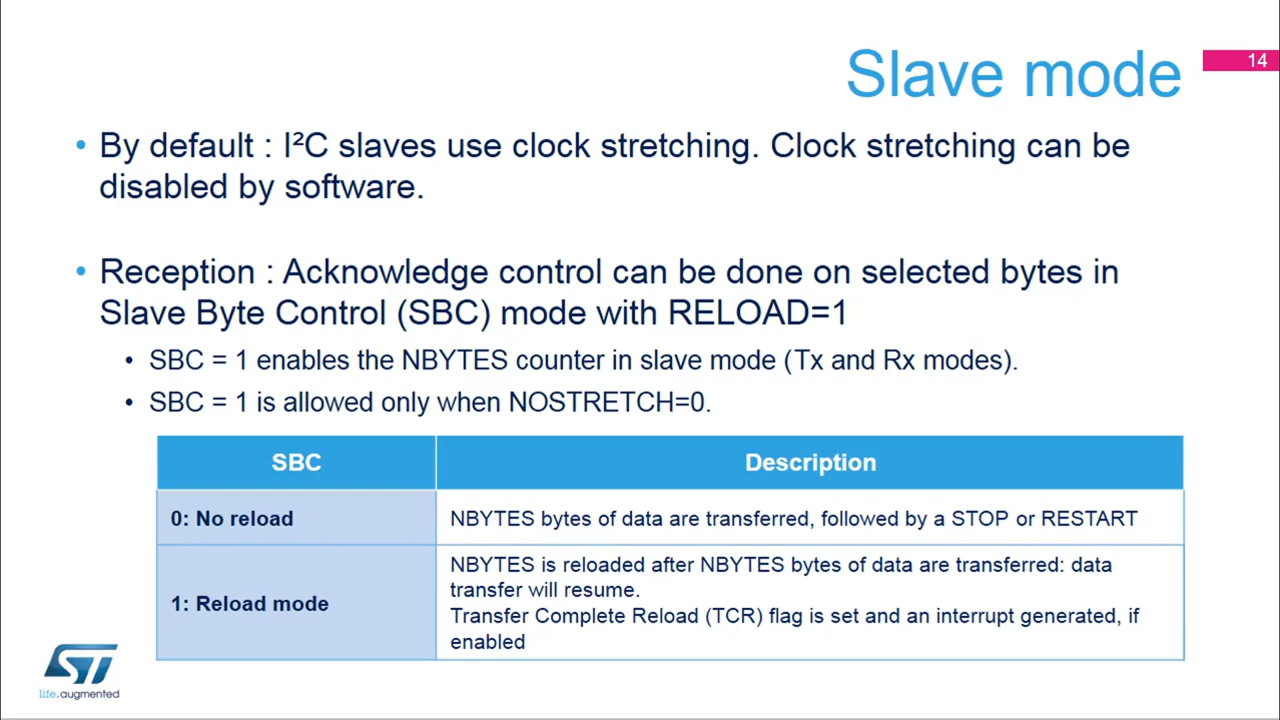 Slave mode
14
• By default : I²C slaves use clock stretching. Clock stretching can be
disabled by software.
• Reception : Acknowledge control can be done on selected bytes in
Slave Byte Control (SBC) mode with RELOAD=1
• SBC = 1 enables the NBYTES counter in slave mode (Tx and Rx modes).
• SBC = 1 is allowed only when NOSTRETCH=0.
SBC
Description
0: No reload
NBYTES bytes of data are transferred, followed by a STOP or RESTART
1: Reload mode
NBYTES is reloaded after NBYTES bytes of data are transferred: data
transfer will resume.
Transfer Complete Reload (TCR) flag is set and an interrupt generated, if
enabled
ST
life.augmented